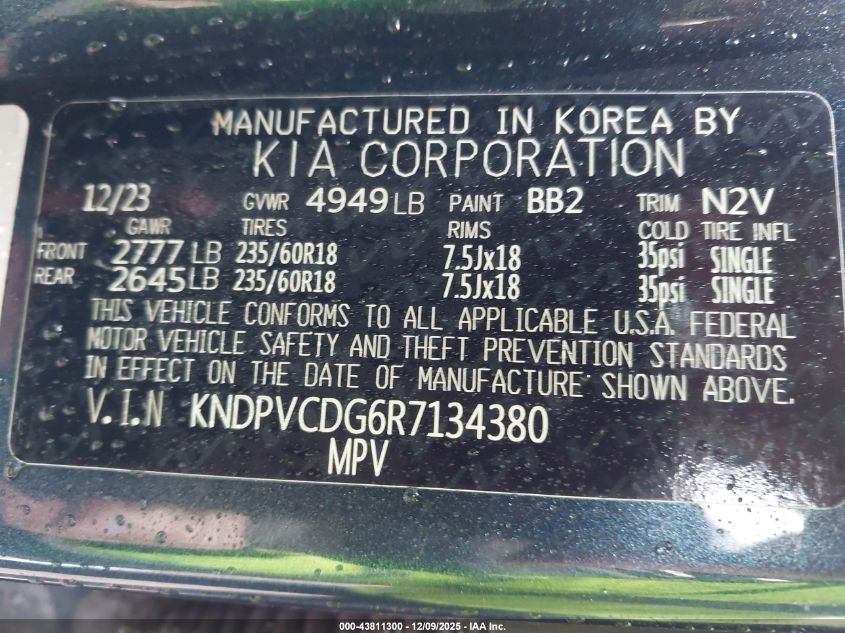 MANUFACTURED IN KOREA BY
KIA CORPORATION
12/23 GVWR 4949 LB PAINT BB2 TRIM N2V
GAWR TIRES RIMS COLD TIRE INFL
FRONT 2777 LB 235/60R18 7.5Jx18 35psi SINGLE
REAR 2645 LB 235/60R18 7.5Jx18 35psi SINGLE
THIS VEHICLE CONFORMS TO ALL APPLICABLE U.S.A. FEDERAL
MOTOR VEHICLE SAFETY AND THEFT PREVENTION STANDARDS
IN EFFECT ON THE DATE OF MANUFACTURE SHOWN ABOVE.
V.I.N KNDPVCDG6R7134380
MPV
000-43811300 - 12/09/2025 - IAA Inc.